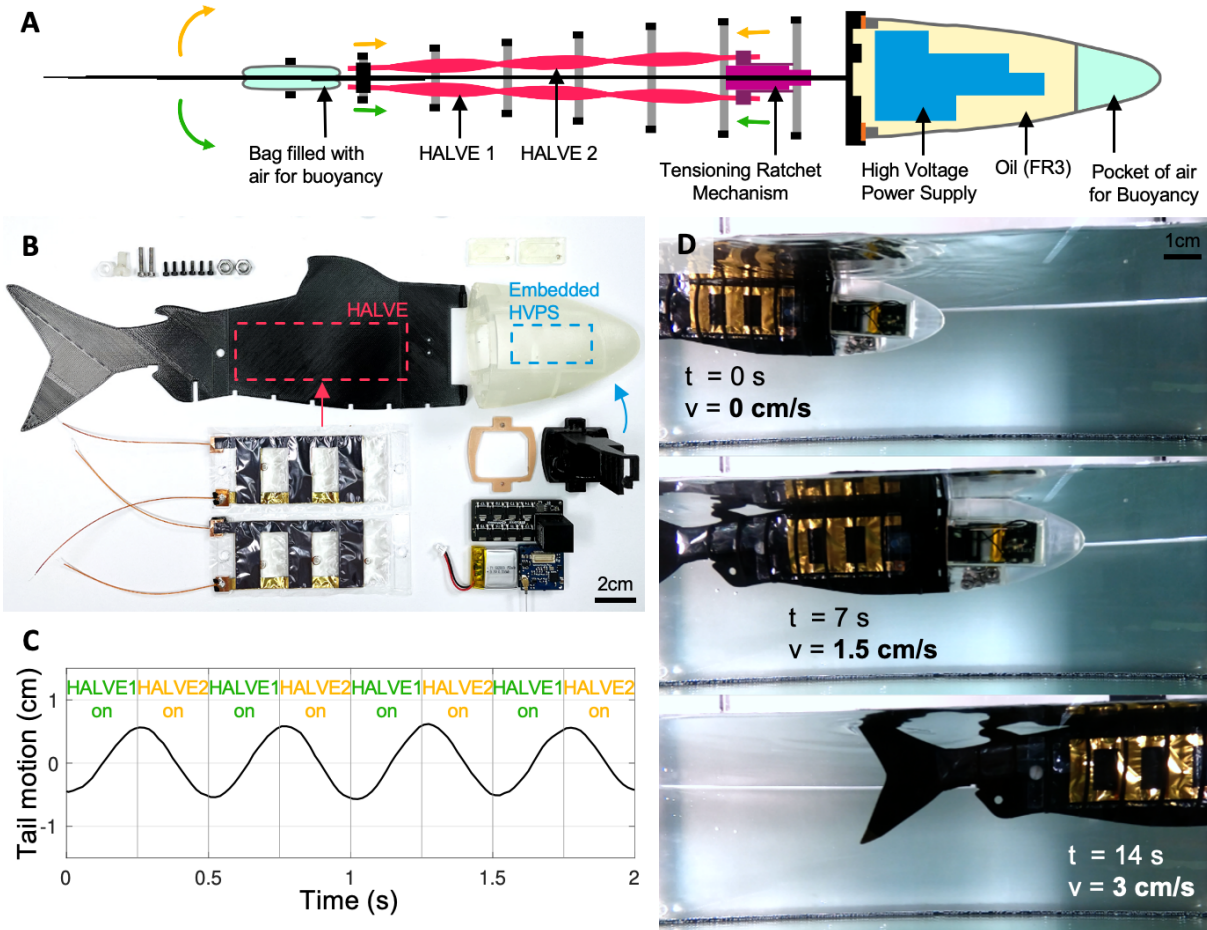 A
Bag filled with
air for buoyancy
HALVE 1
HALVE 2
Tensioning Ratchet
Mechanism
High Voltage
Power Supply
Oil (FR3)
Pocket of air
for Buoyancy
B
HALVE
Embedded
HVPS
2cm
C
Tail motion (cm)
1
0
-1
HALVE1
on
HALVE2
on
HALVE1
on
HALVE2
on
HALVE1
on
HALVE2
on
HALVE1
on
HALVE2
on
0
0.5
1
1.5
2
Time (s)
D
1cm
t = 0 s
v = 0 cm/s
t = 7 s
v = 1.5 cm/s
t = 14 s
v = 3 cm/s